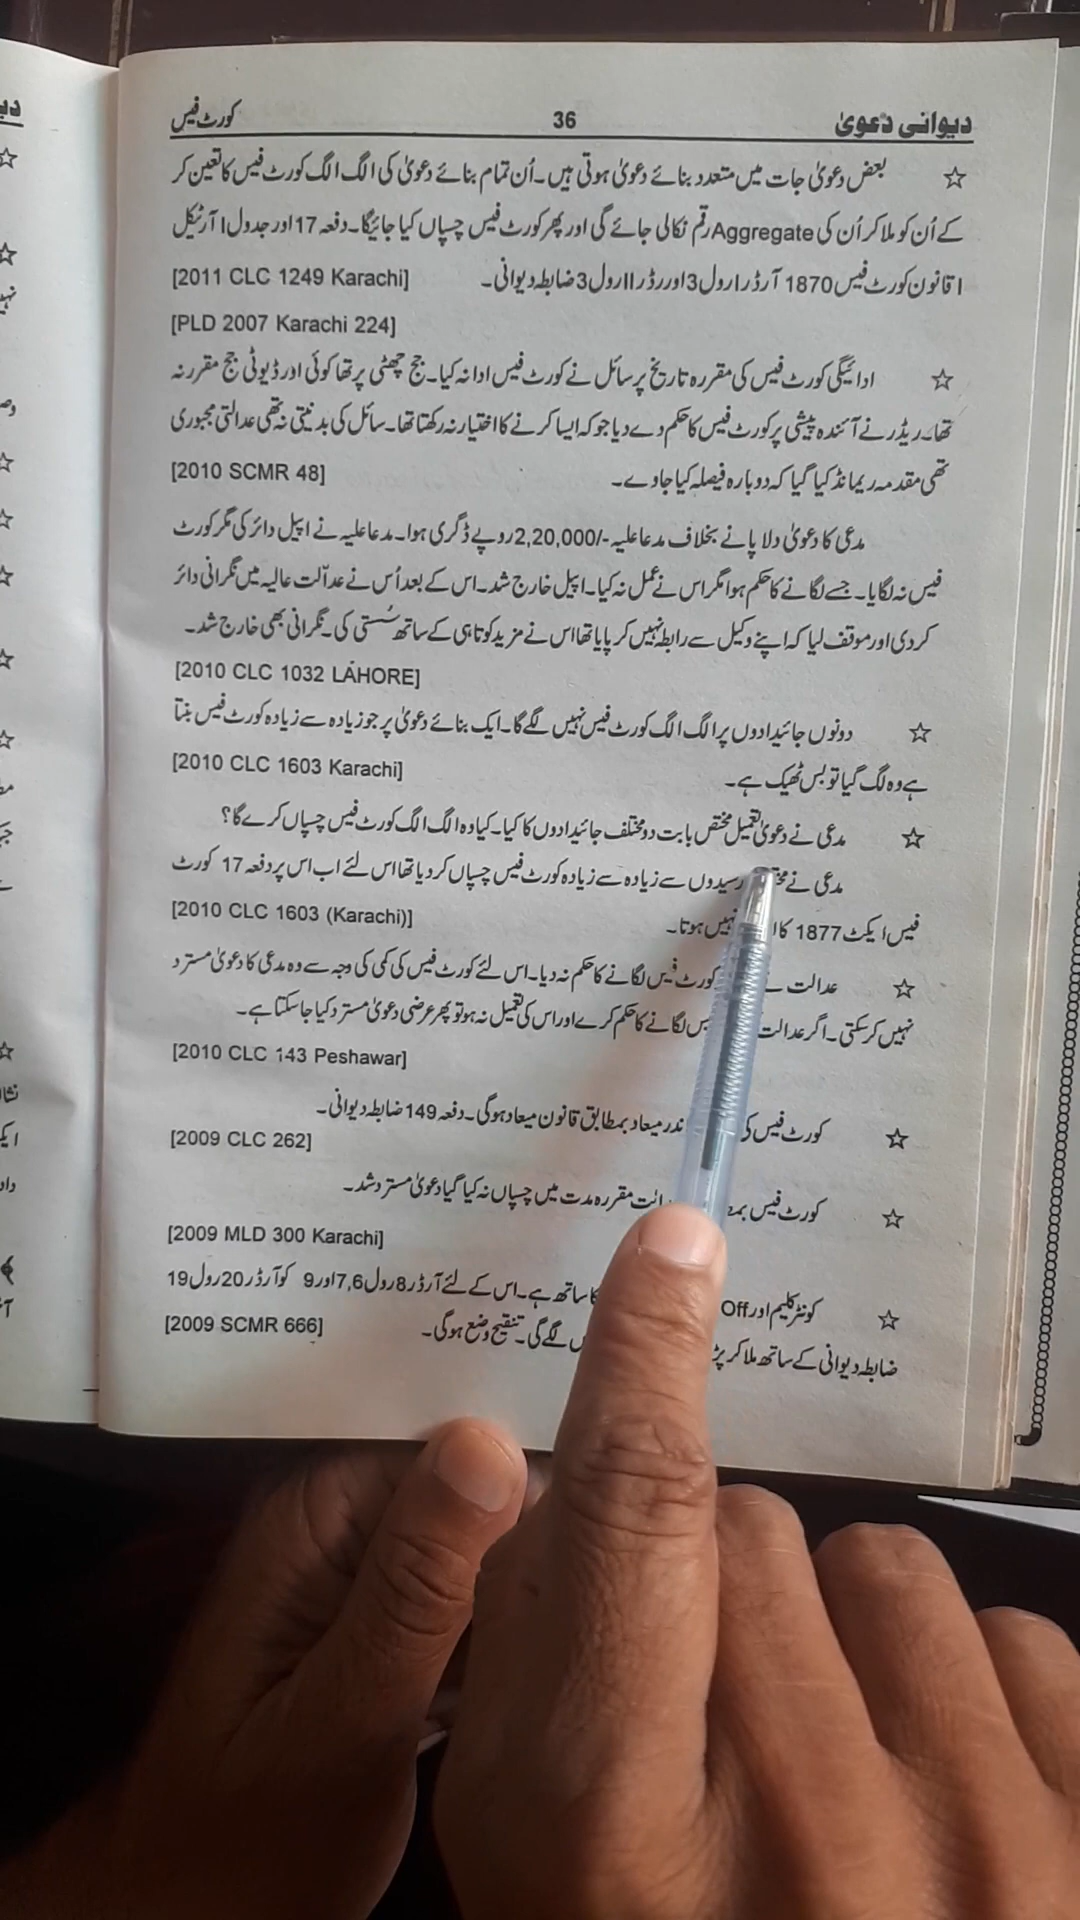 دیوانی دعویٰ 36 کورٹ فیس
☆ بعض دعویٰ جات میں متعدد بنائے دعویٰ ہوتی ہیں۔ اُن تمام بنائے دعویٰ کی الگ الگ کورٹ فیس کا تعین کر
کے اُن کو ملا کر اُن کی Aggregate رقم نکالی جائے گی اور پھر کورٹ فیس چسپاں کیا جائیگا۔ دفعہ 17 اور جدول I آرٹیکل
I قانون کورٹ فیس 1870 آرڈر I رول 3 اور رڈر II رول 3 ضابطہ دیوانی۔ [2011 CLC 1249 Karachi]
[PLD 2007 Karachi 224]
☆ ادائیگی کورٹ فیس کی مقررہ تاریخ پر سائل نے کورٹ فیس ادا نہ کیا۔ جج چھٹی پر تھا کوئی اور ڈیوٹی جج مقرر نہ
تھا۔ ریڈر نے آئندہ پیشی پر کورٹ فیس کا حکم دے دیا جو کہ ایسا کرنے کا اختیار نہ رکھتا تھا۔ سائل کی بدنیتی نہ تھی عدالتی مجبوری
تھی مقدمہ ریمانڈ کیا گیا کہ دوبارہ فیصلہ کیا جاوے۔ [2010 SCMR 48]
مدعی کا دعویٰ دلا پانے بخلاف مدعا علیہ -/2,20,000 روپے ڈگری ہوا۔ مدعا علیہ نے اپیل دائر کی مگر کورٹ
فیس نہ لگایا۔ جسے لگانے کا حکم ہوا مگر اس نے عمل نہ کیا۔ اپیل خارج شد۔ اس کے بعد اُس نے عدالت عالیہ میں نگرانی دائر
کر دی اور موقف لیا کہ اپنے وکیل سے رابطہ نہیں کر پایا تھا اس نے مزید کوتاہی کے ساتھ سُستی کی۔ نگرانی بھی خارج شد۔
[2010 CLC 1032 LAHORE]
☆ دونوں جائیدادوں پر الگ الگ کورٹ فیس نہیں لگے گا۔ ایک بنائے دعویٰ پر جو زیادہ سے زیادہ کورٹ فیس بنتا
ہے وہ لگ گیا تو بس ٹھیک ہے۔ [2010 CLC 1603 Karachi]
☆ مدعی نے دعویٰ تعمیل مختص بابت دو مختلف جائیدادوں کا کیا۔ کیا وہ الگ الگ کورٹ فیس چسپاں کرے گا؟
مدعی نے رسیدوں سے زیادہ سے زیادہ کورٹ فیس چسپاں کر دیا تھا اس لئے اب اس پر دفعہ 17 کورٹ
فیس ایکٹ 1877 کا نہیں ہوتا۔ [2010 CLC 1603 (Karachi)]
☆ عدالت کورٹ فیس لگانے کا حکم نہ دیا۔ اس لئے کورٹ فیس کی کمی کی وجہ سے وہ مدعی کا دعویٰ مسترد
نہیں کر سکتی۔ اگر عدالت لگانے کا حکم کرے اور اس کی تعمیل نہ ہو تو پھر عرضی دعویٰ مسترد کیا جا سکتا ہے۔
[2010 CLC 143 Peshawar]
☆ کورٹ فیس کی میعاد بمطابق قانون میعاد ہوگی۔ دفعہ 149 ضابطہ دیوانی۔
[2009 CLC 262]
☆ کورٹ فیس مقررہ مدت میں چسپاں نہ کیا گیا دعویٰ مسترد شد۔
[2009 MLD 300 Karachi]
☆ کونٹر کلیم اور Off کا ساتھ ہے۔ اس کے لئے آرڈر 8 رول 7,6 اور 9 کو آرڈر 20 رول 19
ضابطہ دیوانی کے ساتھ ملا کر لگے گی۔ تنقیح وضع ہوگی۔ [2009 SCMR 666]